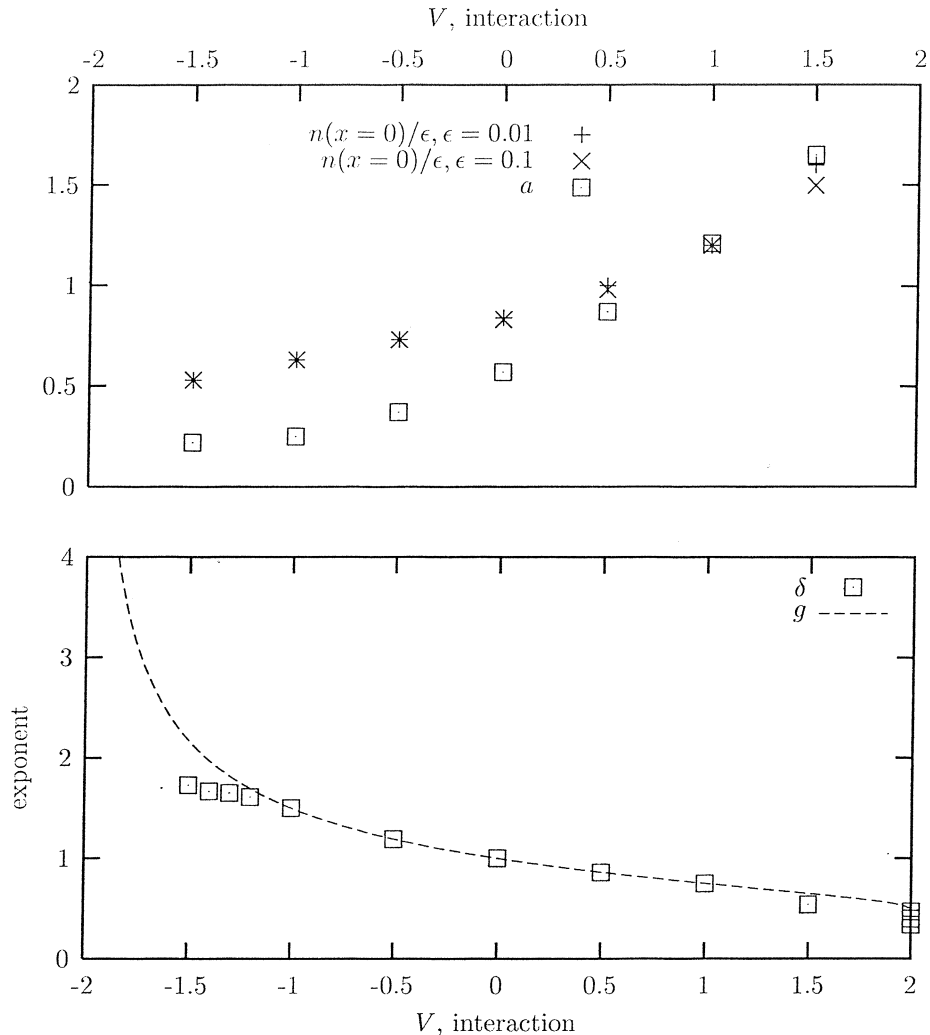 V, interaction
-2 -1.5 -1 -0.5 0 0.5 1 1.5 2
2
n(x = 0)/ϵ, ϵ = 0.01
n(x = 0)/ϵ, ϵ = 0.1
a
1.5
1
0.5
0
4
δ
g
3
2
1
0
exponent
-2 -1.5 -1 -0.5 0 0.5 1 1.5 2
V, interaction